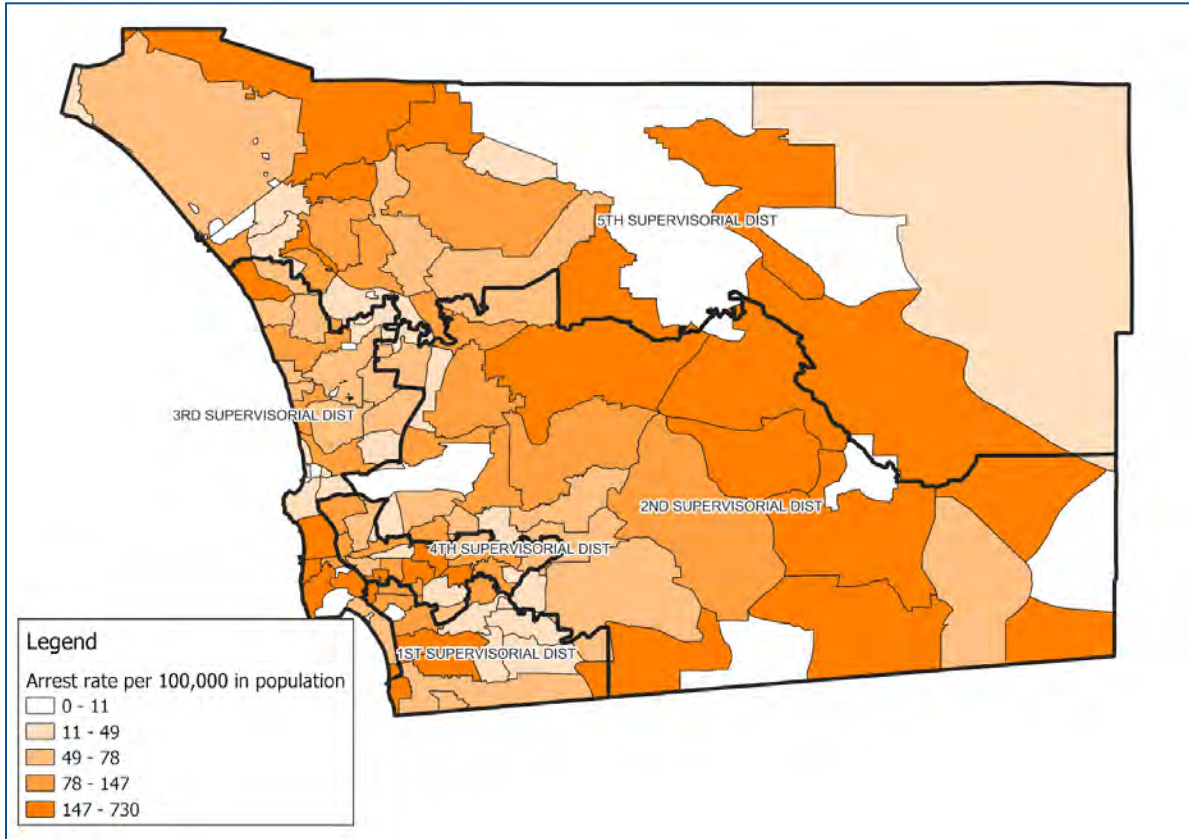 5TH SUPERVISORIAL DIST
3RD SUPERVISORIAL DIST
2ND SUPERVISORIAL DIST
4TH SUPERVISORIAL DIST
1ST SUPERVISORIAL DIST
Legend
Arrest rate per 100,000 in population
0 - 11
11 - 49
49 - 78
78 - 147
147 - 730